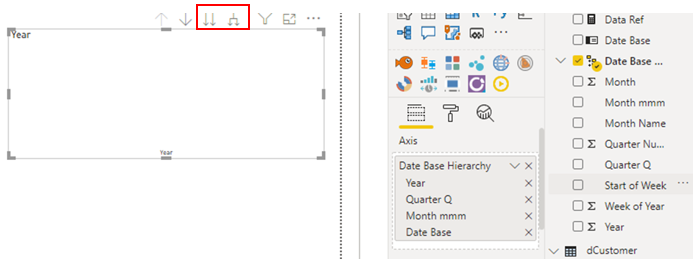 Year
Year
Axis
Date Base Hierarchy
Year
Quarter Q
Month mmm
Date Base
Data Ref
Date Base
Date Base ...
Σ Month
Month mmm
Month Name
Σ Quarter Nu...
Quarter Q
Start of Week ...
Σ Week of Year
Σ Year
dCustomer